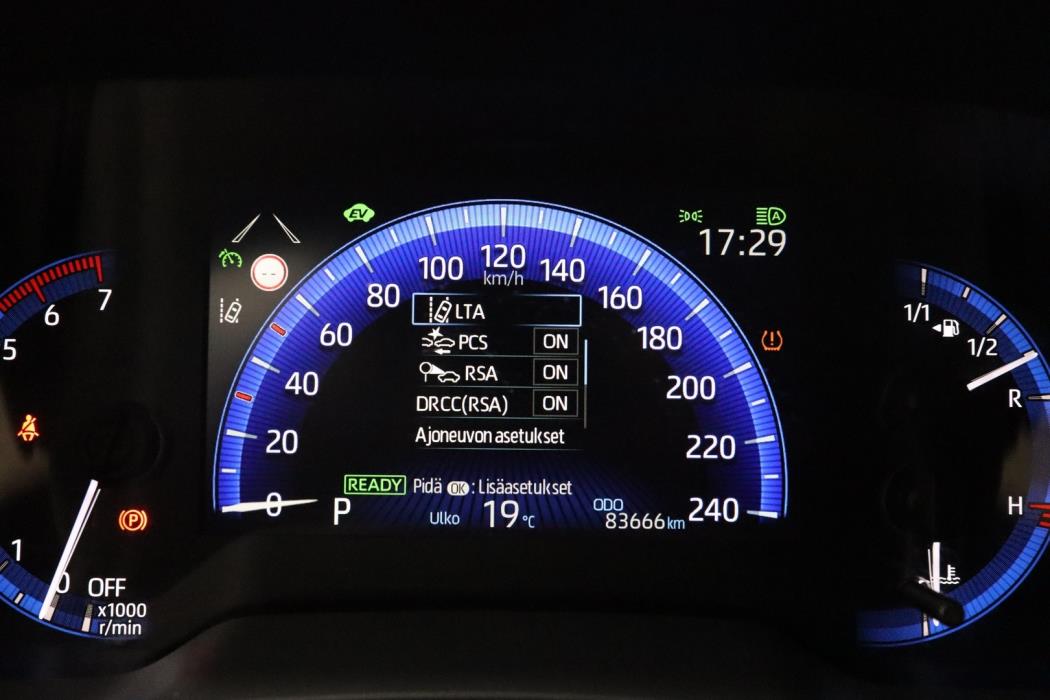 EV
A
17:29
--
0
20
40
60
80
100
120
140
160
180
200
220
240
km/h
LTA
PCS ON
RSA ON
DRCC(RSA) ON
Ajoneuvon asetukset
READY Pidä OK : Lisäasetukset
P Ulko 19 °C ODO 83666 km
7
6
5
1
0
OFF
x1000
r/min
P
1/1
1/2
R
H